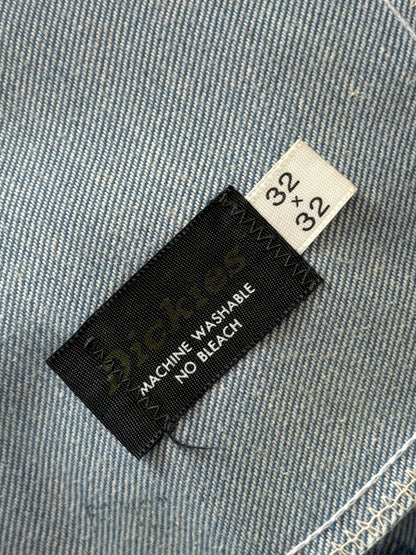 32
×
32
Dickies
MACHINE WASHABLE
NO BLEACH